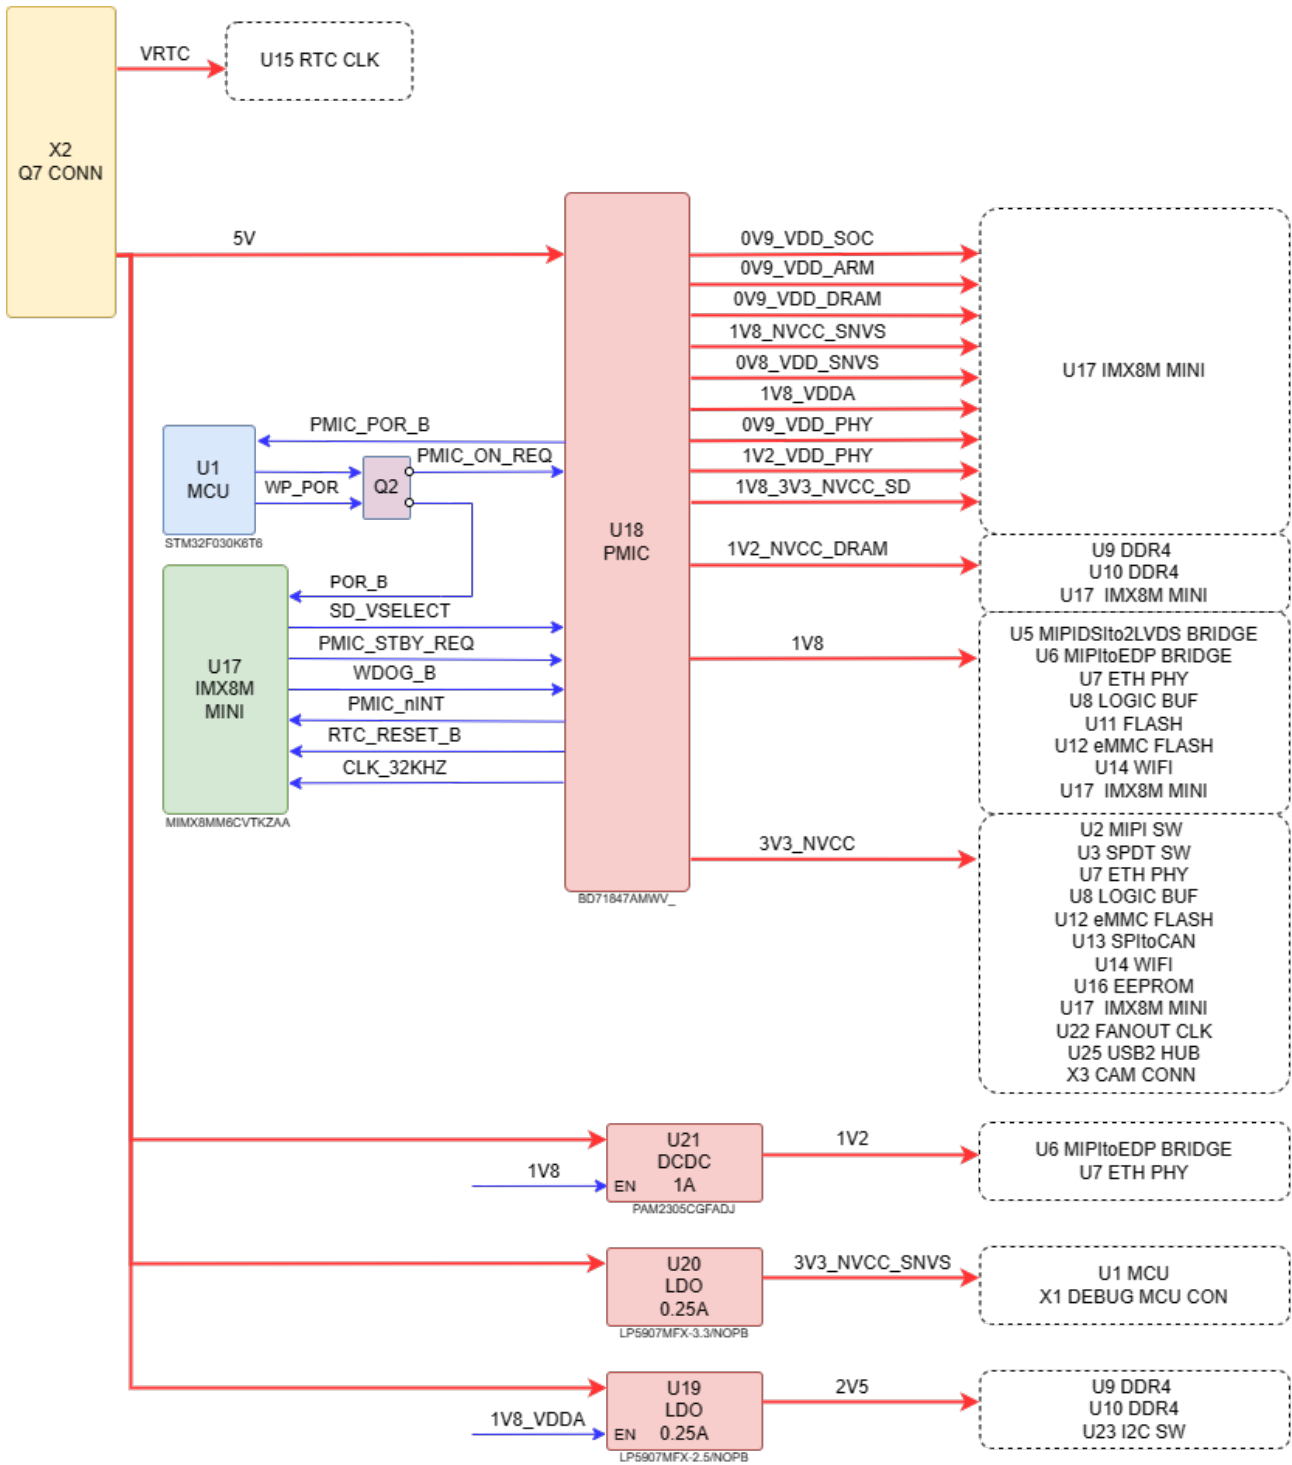 VRTC
U15 RTC CLK
X2
Q7 CONN
5V
0V9_VDD_SOC
0V9_VDD_ARM
0V9_VDD_DRAM
1V8_NVCC_SNVS
0V8_VDD_SNVS
1V8_VDDA
0V9_VDD_PHY
1V2_VDD_PHY
1V8_3V3_NVCC_SD
U17 IMX8M MINI
PMIC_POR_B
U1
MCU
STM32F030K6T6
PMIC_ON_REQ
WP_POR
Q2
U18
PMIC
BD71847AMWV_
1V2_NVCC_DRAM
U9 DDR4
U10 DDR4
U17 IMX8M MINI
POR_B
SD_VSELECT
PMIC_STBY_REQ
WDOG_B
PMIC_nINT
RTC_RESET_B
CLK_32KHZ
U17
IMX8M
MINI
MIMX8MM6CVTKZAA
1V8
U5 MIPIDSIto2LVDS BRIDGE
U6 MIPItoEDP BRIDGE
U7 ETH PHY
U8 LOGIC BUF
U11 FLASH
U12 eMMC FLASH
U14 WIFI
U17 IMX8M MINI
3V3_NVCC
U2 MIPI SW
U3 SPDT SW
U7 ETH PHY
U8 LOGIC BUF
U12 eMMC FLASH
U13 SPItoCAN
U14 WIFI
U16 EEPROM
U17 IMX8M MINI
U22 FANOUT CLK
U25 USB2 HUB
X3 CAM CONN
U21
DCDC
1A
1V8
EN
PAM2305CGFADJ
1V2
U6 MIPItoEDP BRIDGE
U7 ETH PHY
U20
LDO
0.25A
LP5907MFX-3.3/NOPB
3V3_NVCC_SNVS
U1 MCU
X1 DEBUG MCU CON
U19
LDO
0.25A
1V8_VDDA
EN
LP5907MFX-2.5/NOPB
2V5
U9 DDR4
U10 DDR4
U23 I2C SW